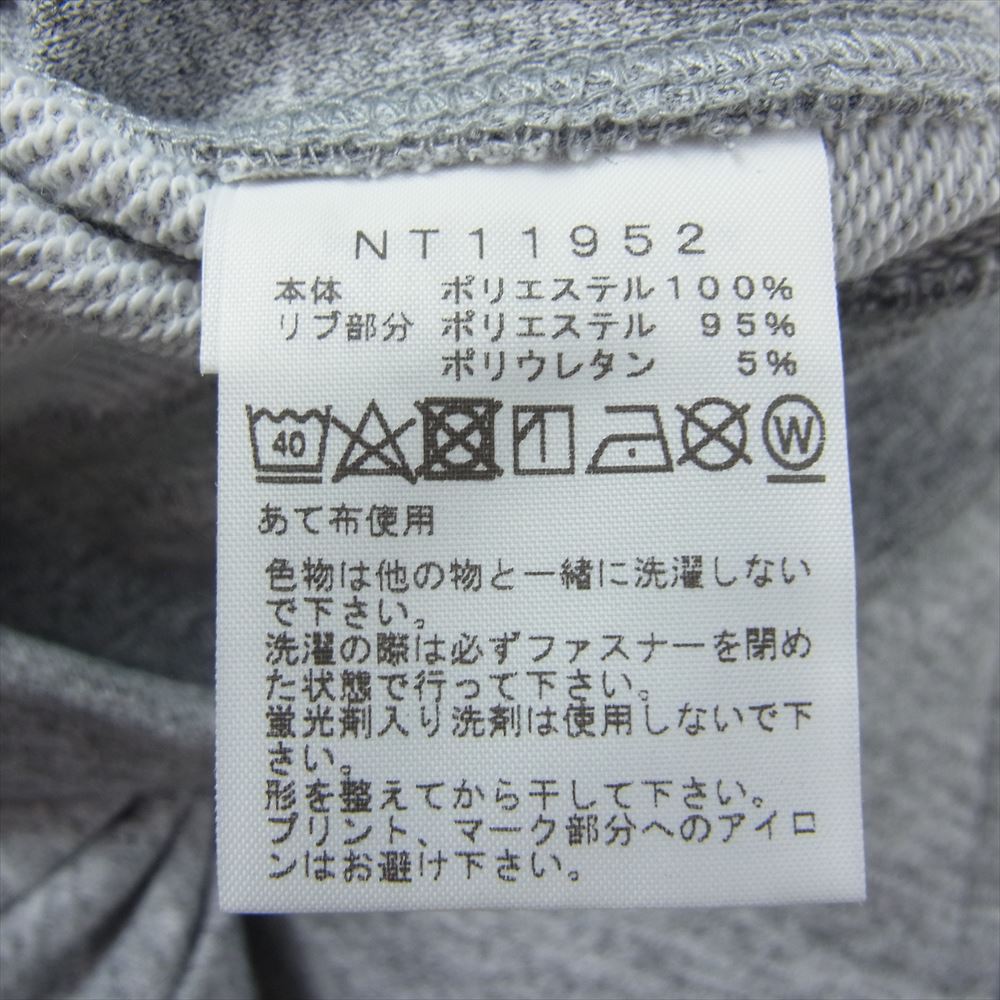 NT11952
本体 ポリエステル100%
リブ部分 ポリエステル 95%
ポリウレタン 5%
40 W
あて布使用
色物は他の物と一緒に洗濯しない
で下さい。
洗濯の際は必ずファスナーを閉め
た状態で行って下さい。
蛍光剤入り洗剤は使用しないで下
さい。
形を整えてから干して下さい。
プリント、マーク部分へのアイロ
ンはお避け下さい。